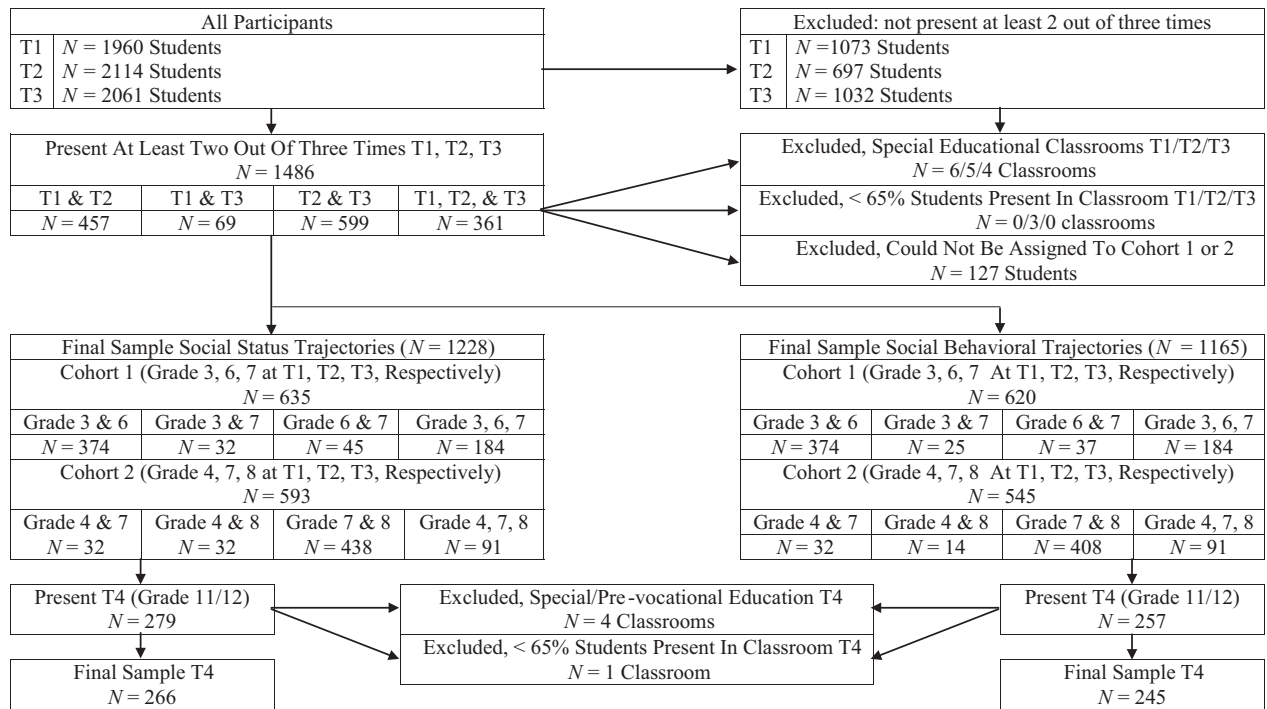 All Participants
T1 N = 1960 Students
T2 N = 2114 Students
T3 N = 2061 Students
Excluded: not present at least 2 out of three times
T1 N =1073 Students
T2 N = 697 Students
T3 N = 1032 Students
Present At Least Two Out Of Three Times T1, T2, T3
N = 1486
T1 & T2 T1 & T3 T2 & T3 T1, T2, & T3
N = 457 N = 69 N = 599 N = 361
Excluded, Special Educational Classrooms T1/T2/T3
N = 6/5/4 Classrooms
Excluded, < 65% Students Present In Classroom T1/T2/T3
N = 0/3/0 classrooms
Excluded, Could Not Be Assigned To Cohort 1 or 2
N = 127 Students
Final Sample Social Status Trajectories (N = 1228)
Cohort 1 (Grade 3, 6, 7 at T1, T2, T3, Respectively)
N = 635
Grade 3 & 6 Grade 3 & 7 Grade 6 & 7 Grade 3, 6, 7
N = 374 N = 32 N = 45 N = 184
Cohort 2 (Grade 4, 7, 8 at T1, T2, T3, Respectively)
N = 593
Grade 4 & 7 Grade 4 & 8 Grade 7 & 8 Grade 4, 7, 8
N = 32 N = 32 N = 438 N = 91
Final Sample Social Behavioral Trajectories (N = 1165)
Cohort 1 (Grade 3, 6, 7 At T1, T2, T3, Respectively)
N = 620
Grade 3 & 6 Grade 3 & 7 Grade 6 & 7 Grade 3, 6, 7
N = 374 N = 25 N = 37 N = 184
Cohort 2 (Grade 4, 7, 8 At T1, T2, T3, Respectively)
N = 545
Grade 4 & 7 Grade 4 & 8 Grade 7 & 8 Grade 4, 7, 8
N = 32 N = 14 N = 408 N = 91
Present T4 (Grade 11/12)
N = 279
Excluded, Special/Pre-vocational Education T4
N = 4 Classrooms
Excluded, < 65% Students Present In Classroom T4
N = 1 Classroom
Present T4 (Grade 11/12)
N = 257
Final Sample T4
N = 266
Final Sample T4
N = 245